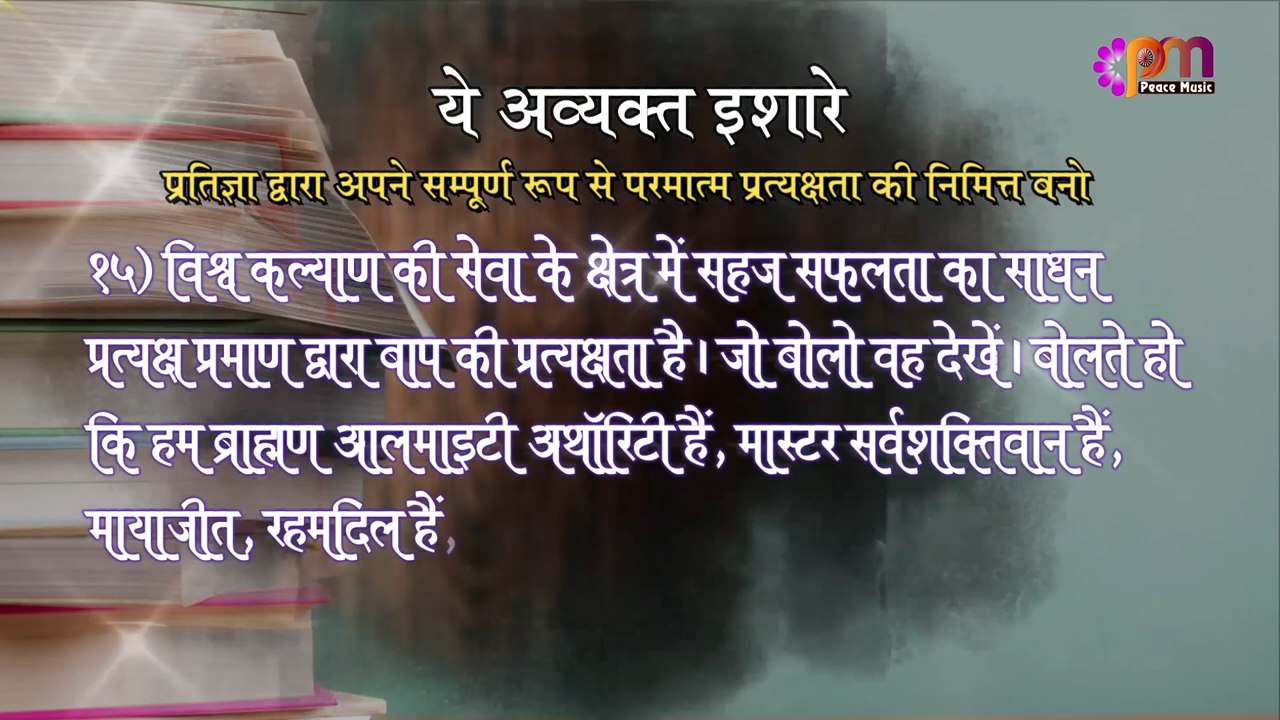 pm
Peace Music
ये अव्यक्त इशारे
प्रतिज्ञा द्वारा अपने सम्पूर्ण रूप से परमात्म प्रत्यक्षता की निमित्त बनो
१५) विश्व कल्याण की सेवा के क्षेत्र में सहज सफलता का साधन
प्रत्यक्ष प्रमाण द्वारा बाप की प्रत्यक्षता है। जो बोलो वह देखें। बोलते हो
कि हम ब्राह्मण आलमाइटी अथॉरिटी हैं, मास्टर सर्वशक्तिवान हैं,
मायाजीत, रहमदिल हैं,